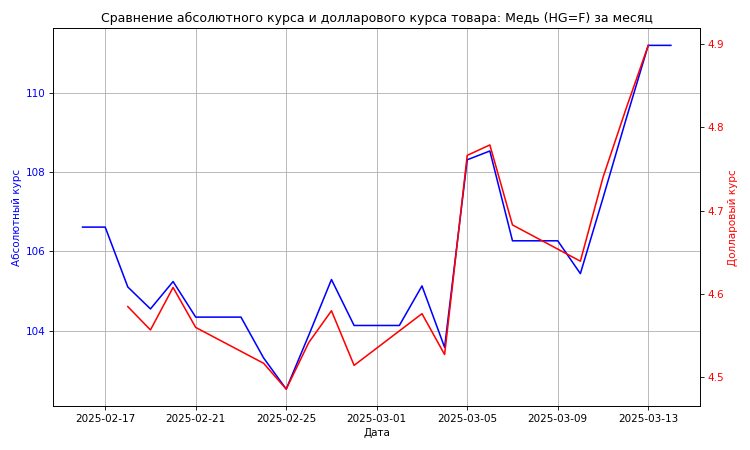 Сравнение абсолютного курса и долларового курса товара: Медь (HG=F) за месяц
Абсолютный курс
110
108
106
104
4.9
4.8
4.7
4.6
4.5
Долларовый курс
2025-02-17 2025-02-21 2025-02-25 2025-03-01 2025-03-05 2025-03-09 2025-03-13
Дата